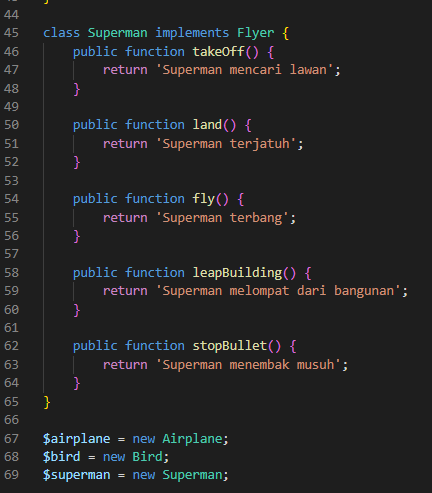 44
45 class Superman implements Flyer {
46     public function takeOff() {
47         return 'Superman mencari lawan';
48     }
49
50     public function land() {
51         return 'Superman terjatuh';
52     }
53
54     public function fly() {
55         return 'Superman terbang';
56     }
57
58     public function leapBuilding() {
59         return 'Superman melompat dari bangunan';
60     }
61
62     public function stopBullet() {
63         return 'Superman menembak musuh';
64     }
65 }
66
67 $airplane = new Airplane;
68 $bird = new Bird;
69 $superman = new Superman;